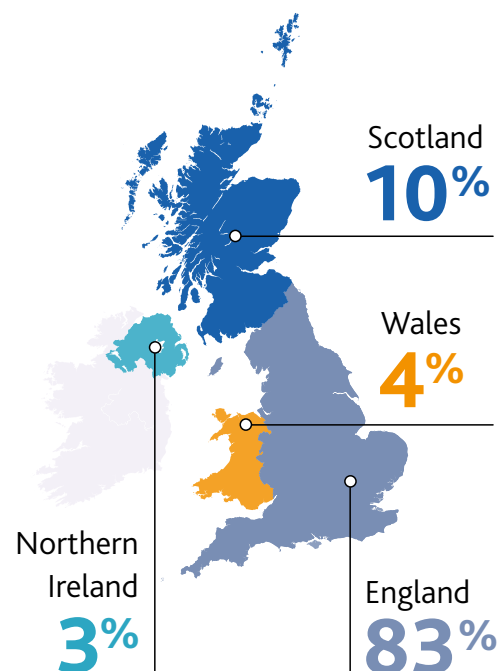 Scotland
10%
Wales
4%
Northern
Ireland
3%
England
83%